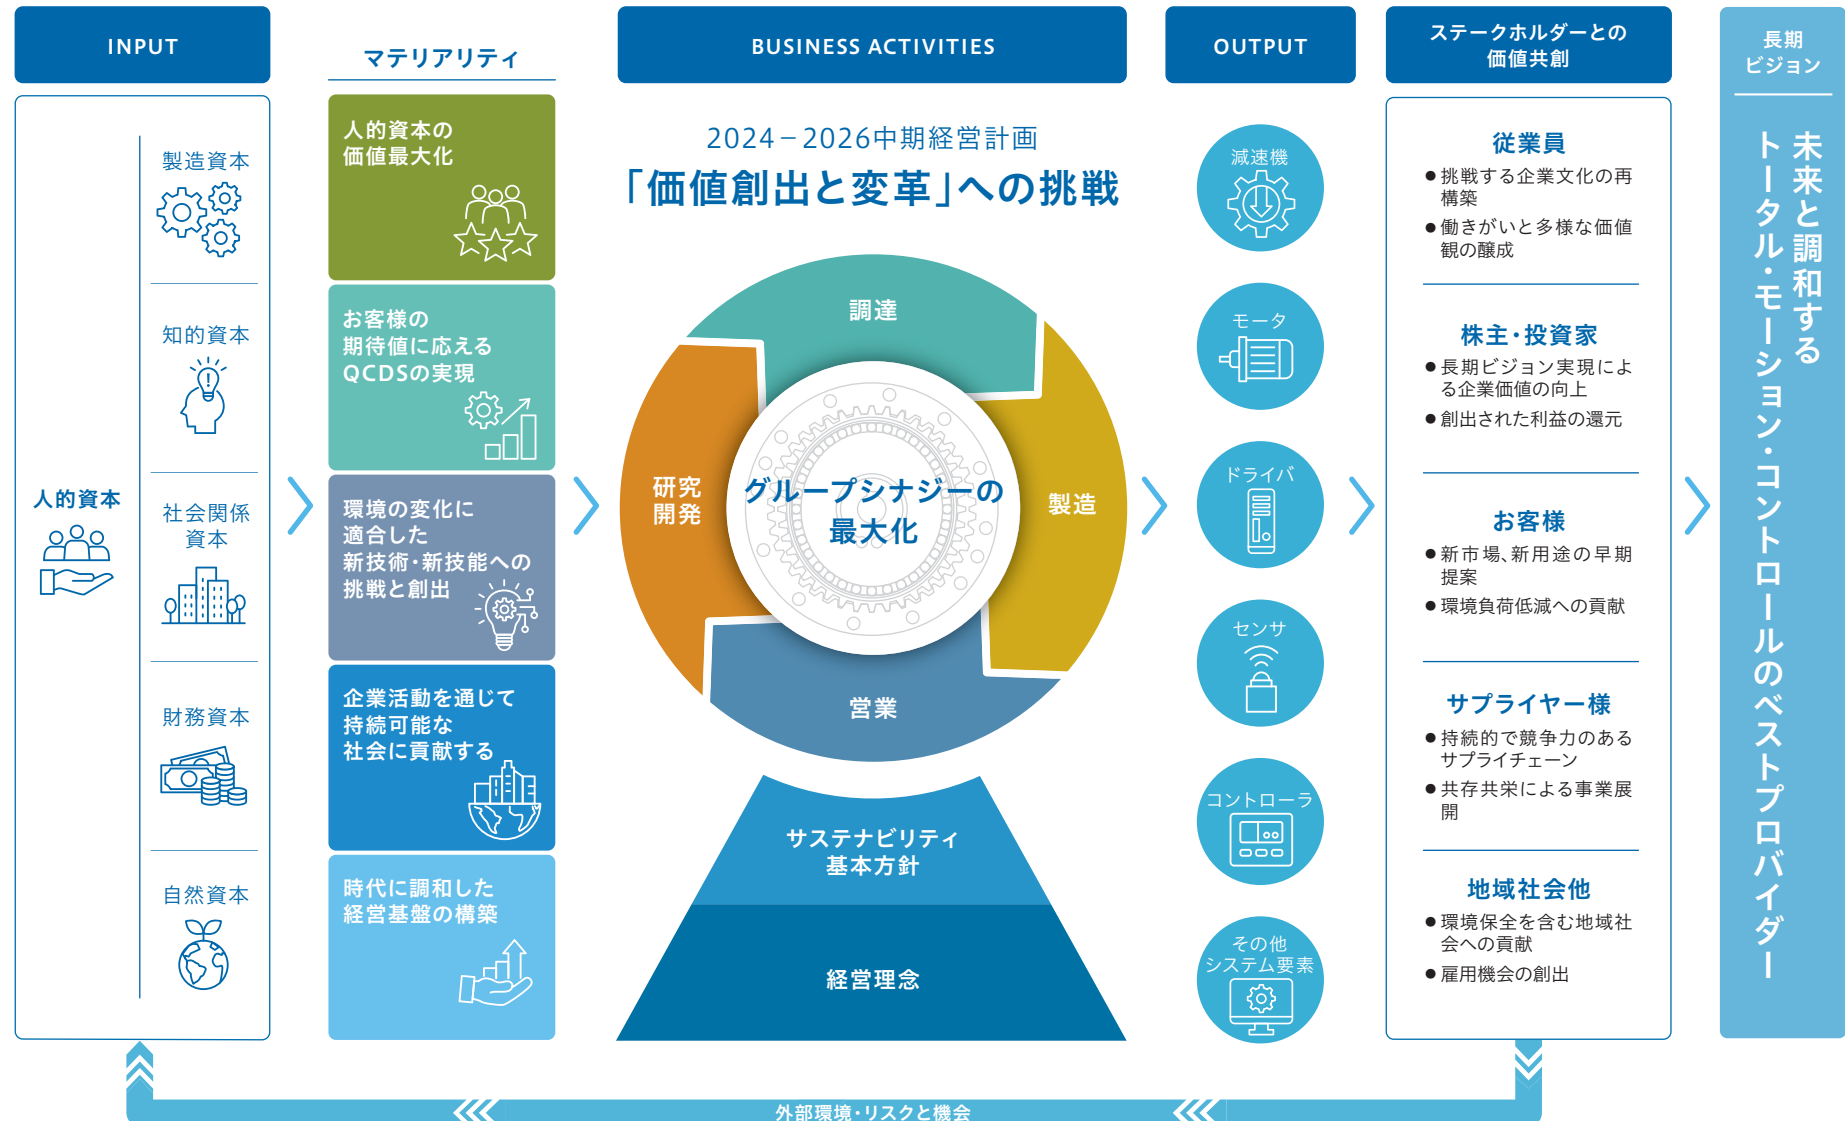 INPUT
人的資本
製造資本
知的資本
社会関係
資本
財務資本
自然資本
マテリアリティ
人的資本の
価値最大化
お客様の
期待値に応える
QCDSの実現
環境の変化に
適合した
新技術・新技能への
挑戦と創出
企業活動を通じて
持続可能な
社会に貢献する
時代に調和した
経営基盤の構築
BUSINESS ACTIVITIES
2024－2026中期経営計画
「価値創出と変革」への挑戦
調達
研究
開発
製造
営業
グループシナジーの
最大化
サステナビリティ
基本方針
経営理念
OUTPUT
減速機
モータ
ドライバ
センサ
コントローラ
その他
システム要素
ステークホルダーとの
価値共創
従業員
●挑戦する企業文化の再
構築
●働きがいと多様な価値
観の醸成
株主・投資家
●長期ビジョン実現によ
る企業価値の向上
●創出された利益の還元
お客様
●新市場、新用途の早期
提案
●環境負荷低減への貢献
サプライヤー様
●持続的で競争力のある
サプライチェーン
●共存共栄による事業展
開
地域社会他
●環境保全を含む地域社
会への貢献
●雇用機会の創出
長期
ビジョン
未来と調和する
トータル・モーション・コントロールのベストプロバイダー
外部環境・リスクと機会